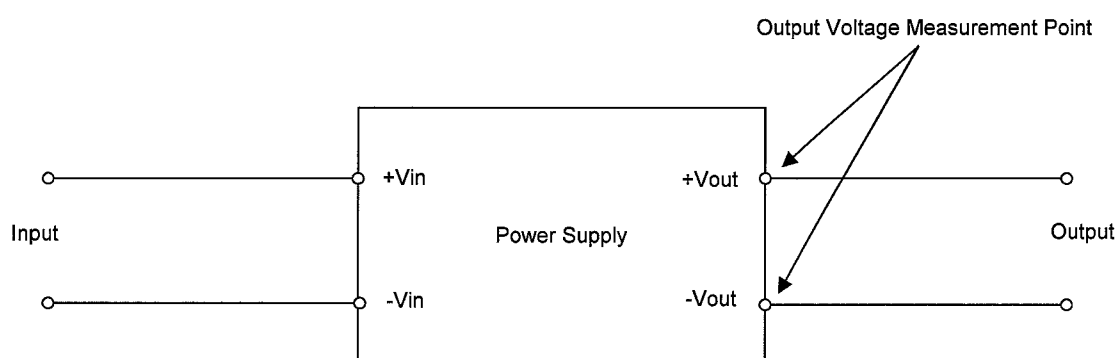 Output Voltage Measurement Point
+Vin
+Vout
Input
Power Supply
Output
-Vin
-Vout